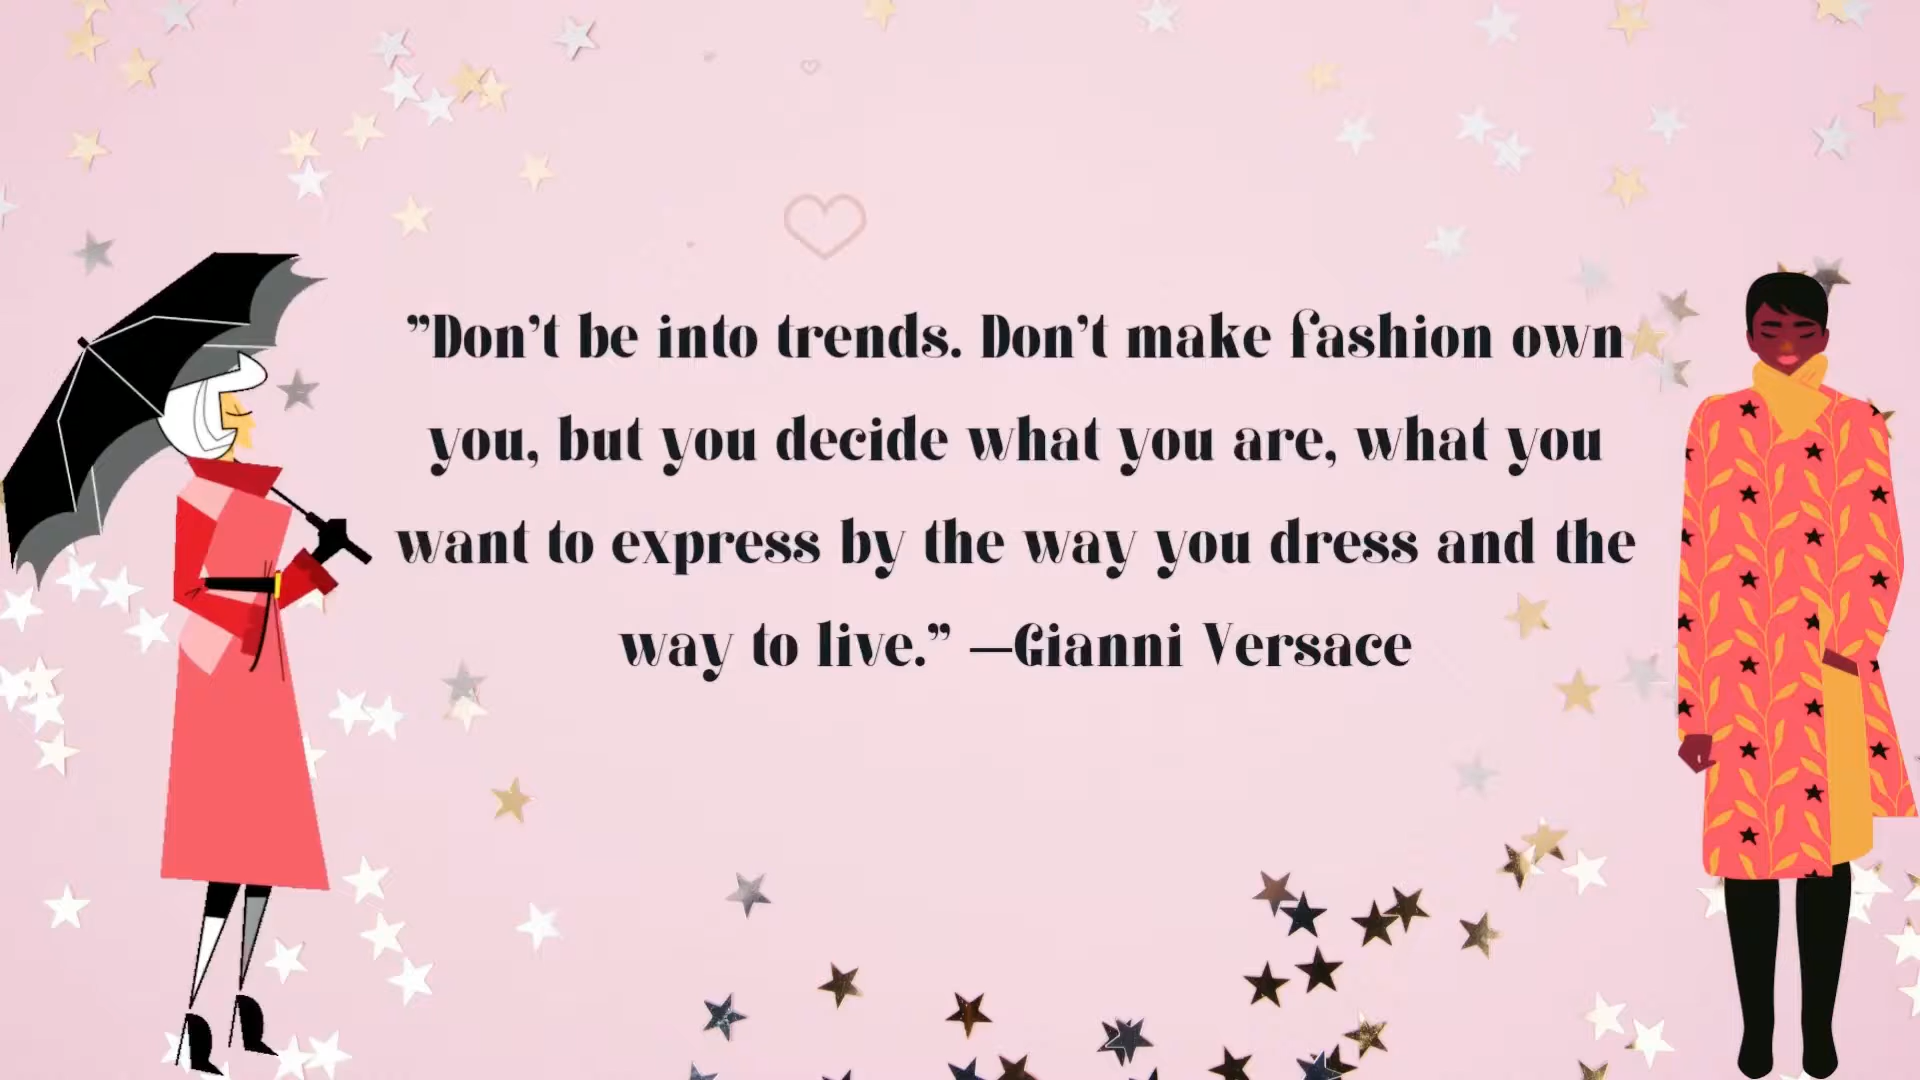 ”Don’t be into trends. Don’t make fashion own
you, but you decide what you are, what you
want to express by the way you dress and the
way to live.” —Gianni Versace